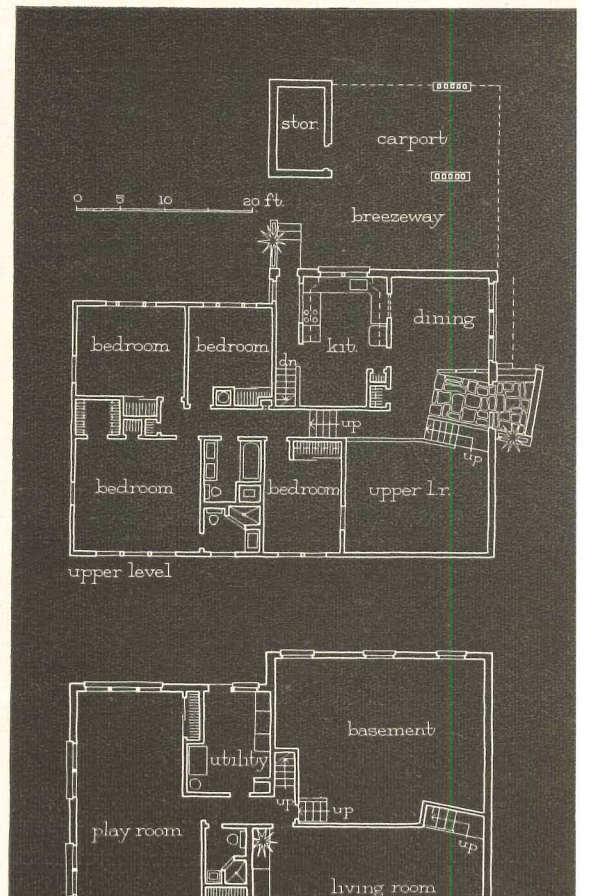 stor.
carport
0 5 10 20 ft.
breezeway
dining
bedroom bedroom kit.
dn
up
up
bedroom bedroom upper l.r.
upper level
basement
utility
up
up
play room
up
living room